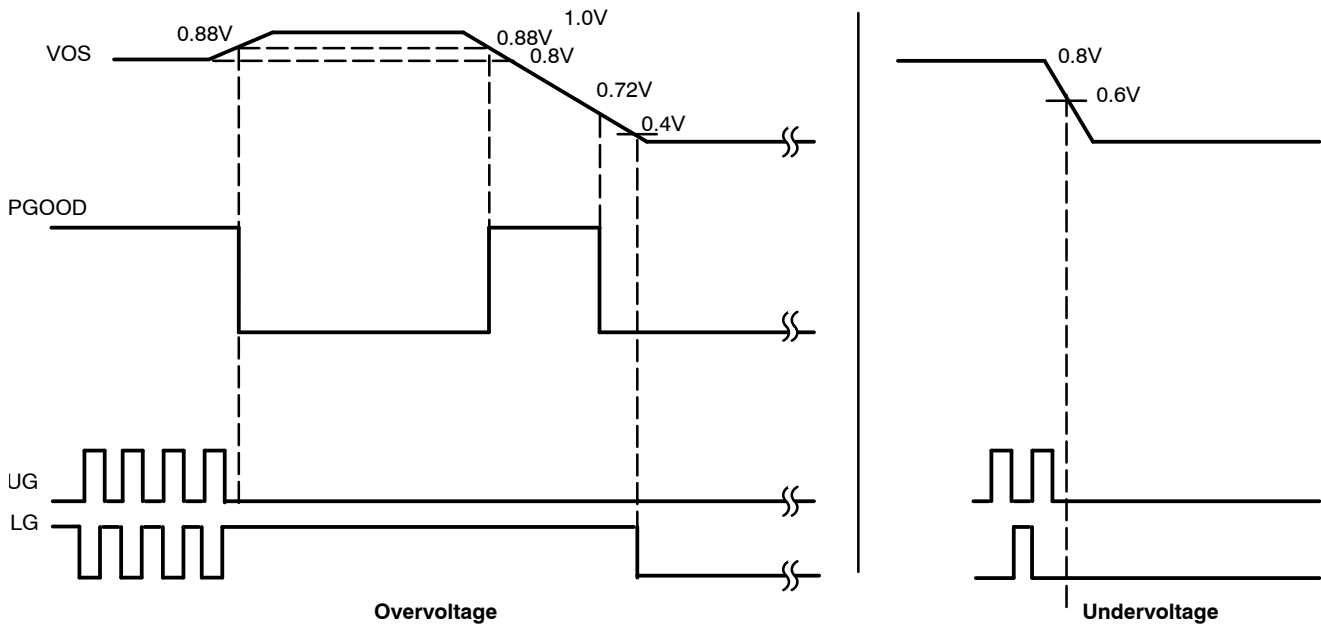 1.0V
0.88V
0.88V
VOS
0.8V
0.8V
0.72V
0.6V
0.4V
PGOOD
UG
LG
Overvoltage
Undervoltage